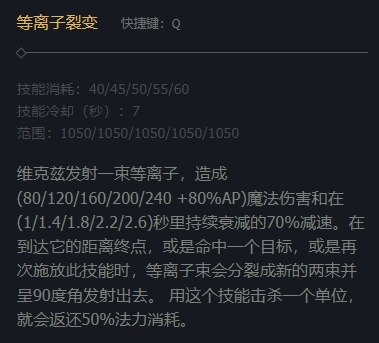 等离子裂变 快捷键：Q
技能消耗：40/45/50/55/60
技能冷却（秒）：7
范围：1050/1050/1050/1050/1050
维克兹发射一束等离子，造成
(80/120/160/200/240 +80%AP)魔法伤害和在
(1/1.4/1.8/2.2/2.6)秒里持续衰减的70%减速。在
到达它的距离终点，或是命中一个目标，或是再
次施放此技能时，等离子束会分裂成新的两束并
呈90度角发射出去。 用这个技能击杀一个单位，
就会返还50%法力消耗。